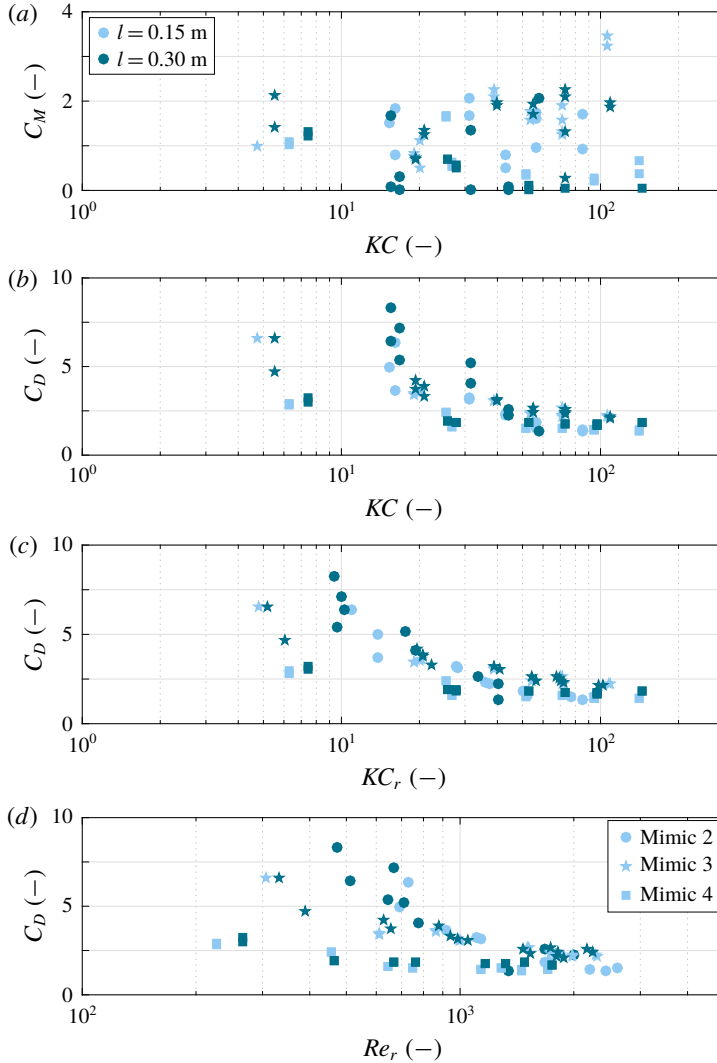 (a)
4
2
0
C_M (−)
l = 0.15 m
l = 0.30 m
10^0
10^1
10^2
KC (−)
(b)
10
5
0
C_D (−)
10^0
10^1
10^2
KC (−)
(c)
10
5
0
C_D (−)
10^0
10^1
10^2
KC_r (−)
(d)
10
5
0
C_D (−)
Mimic 2
Mimic 3
Mimic 4
10^2
10^3
Re_r (−)